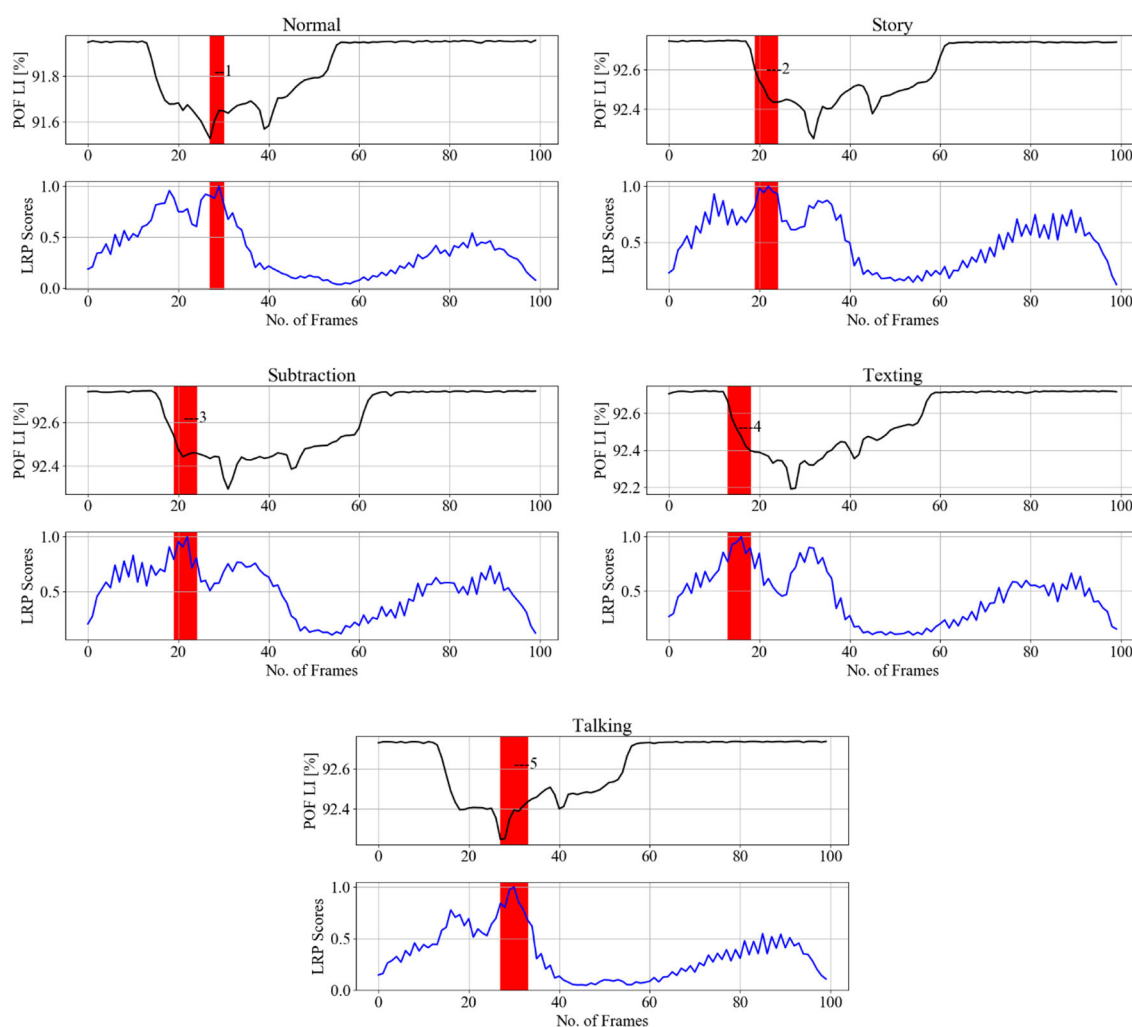 Normal
POF LI [%]
91.8
91.6
1
0 20 40 60 80 100
LRP Scores
1.0
0.5
0.0
0 20 40 60 80 100
No. of Frames
Story
POF LI [%]
92.6
92.4
2
0 20 40 60 80 100
LRP Scores
1.0
0.5
0 20 40 60 80 100
No. of Frames
Subtraction
POF LI [%]
92.6
92.4
3
0 20 40 60 80 100
LRP Scores
1.0
0.5
0 20 40 60 80 100
No. of Frames
Texting
POF LI [%]
92.6
92.4
92.2
4
0 20 40 60 80 100
LRP Scores
1.0
0.5
0 20 40 60 80 100
No. of Frames
Talking
POF LI [%]
92.6
92.4
5
0 20 40 60 80 100
LRP Scores
1.0
0.5
0.0
0 20 40 60 80 100
No. of Frames